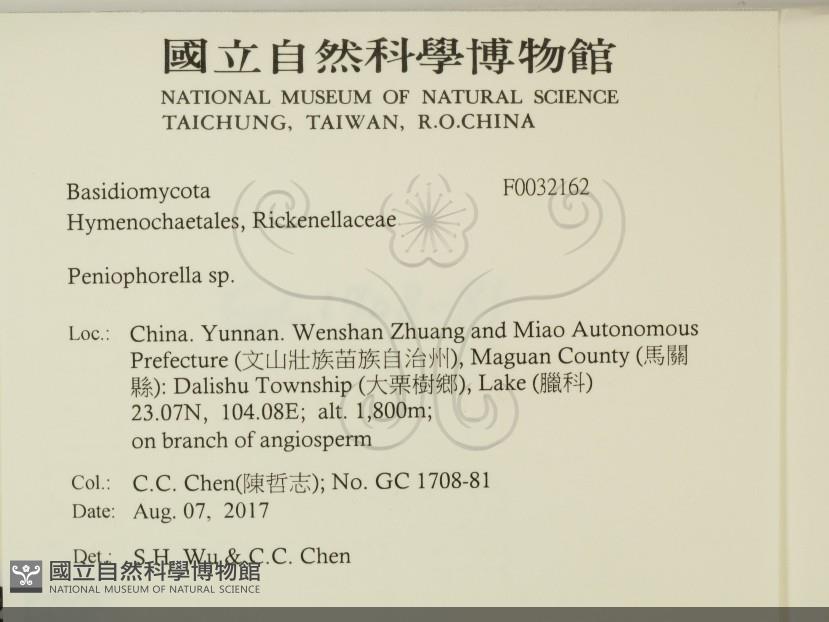 國立自然科學博物館
NATIONAL MUSEUM OF NATURAL SCIENCE
TAICHUNG, TAIWAN, R.O.CHINA
Basidiomycota F0032162
Hymenochaetales, Rickenellaceae
Peniophorella sp.
Loc.: China. Yunnan. Wenshan Zhuang and Miao Autonomous
Prefecture (文山壯族苗族自治州), Maguan County (馬關
縣): Dalishu Township (大栗樹鄉), Lake (臘科)
23.07N, 104.08E; alt. 1,800m;
on branch of angiosperm
Col.: C.C. Chen(陳哲志); No. GC 1708-81
Date: Aug. 07, 2017
Det.: S.H. Wu & C.C. Chen
國立自然科學博物館
NATIONAL MUSEUM OF NATURAL SCIENCE